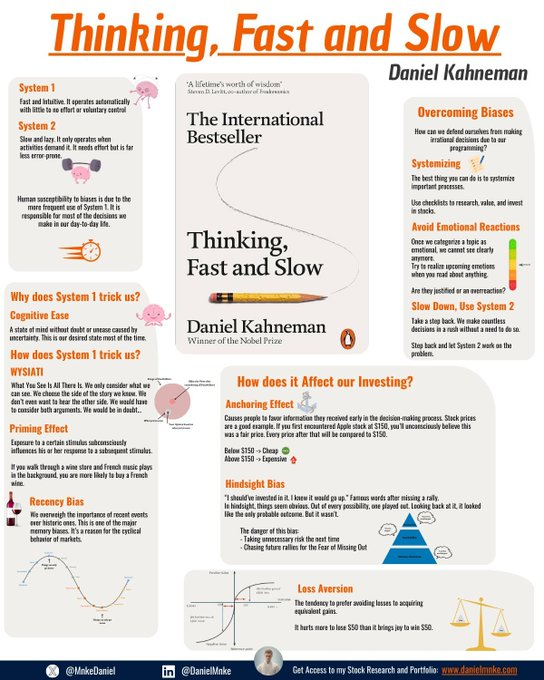 Thinking, Fast and Slow
Daniel Kahneman
System 1
Fast and Intuitive. It operates automatically
with little to no effort or voluntary control
System 2
Slow and lazy. It only operates when
activities demand it. It needs effort but is far
less error-prone.
Human susceptibility to biases is due to
the more frequent use of System 1. It is
responsible for most of the decisions we
make in our day-to-day life.
'A lifetime's worth of wisdom'
Steven D. Levitt, co-author of Freakonomics
The International
Bestseller
Thinking,
Fast and Slow
Daniel Kahneman
Winner of the Nobel Prize
Overcoming Biases
How can we defend ourselves from making
irrational decisions due to our
programming?
Systemizing
The best thing you can do is to systemize
important processes.
Use checklists to research, value, and invest
in stocks.
Avoid Emotional Reactions
Once we categorize a topic as
emotional, we cannot see clearly
anymore.
Try to realize upcoming emotions
when you read about anything.
Are they justified or an overreaction?
Slow Down, Use System 2
Take a step back. We make countless
decisions in a rush without a need to do so.
Step back and let System 2 work on the
problem.
Why does System 1 trick us?
Cognitive Ease
A state of mind without doubt or unease caused by
uncertainty. This is our desired state most of the time.
How does System 1 trick us?
WYSIATI
What You See Is All There Is. We only consider what we
can see. We choose the side of the story we know. We
don't even want to hear the other side. We would have
to consider both arguments. We would be in doubt...
Priming Effect
Exposure to a certain stimulus subconsciously
influences his or her response to a subsequent stimulus.
If you walk through a wine store and French music plays
in the background, you are more likely to buy a French
wine.
Recency Bias
We overweigh the importance of recent events
over historic ones. This is one of the major
memory biases. It's a reason for the cyclical
behavior of markets.
How does it Affect our Investing?
Anchoring Effect
Causes people to favor information they received early in the decision-making process. Stock prices
are a good example. If you first encountered Apple stock at $150, you'll unconsciously believe this
was a fair price. Every price after that will be compared to $150.
Below $150 -> Cheap
Above $150 -> Expensive
Hindsight Bias
"I should've invested in it. I knew it would go up." Famous words after missing a rally.
In hindsight, things seem obvious. Out of every possibility, one played out. Looking back at it, it looked
like the only probable outcome. But it wasn't.
The danger of this bias:
- Taking unnecessary risk the next time
- Chasing future rallies for the Fear of Missing Out
Loss Aversion
The tendency to prefer avoiding losses to acquiring
equivalent gains.
It hurts more to lose $50 than it brings joy to win $50.
@MnkeDaniel
@DanielMnke
Get Access to my Stock Research and Portfolio: www.danielmnke.com